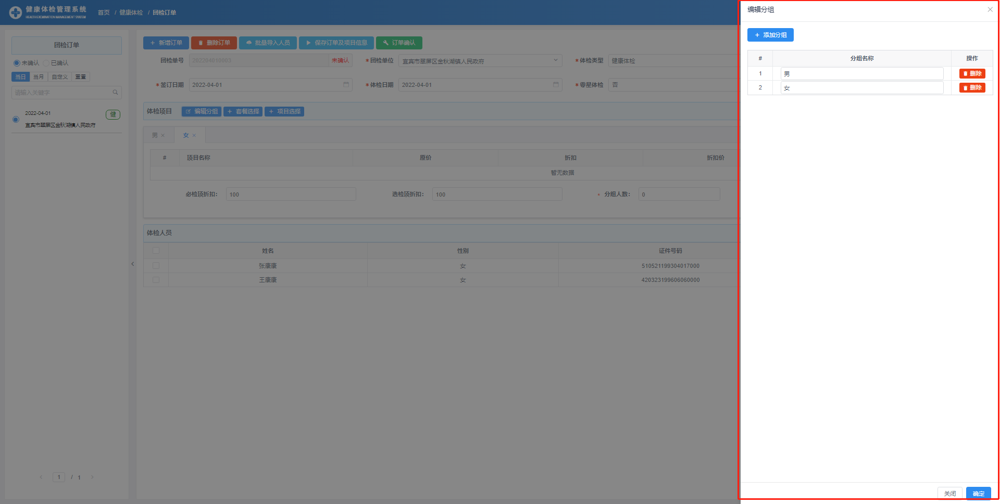 健康体检管理系统
HEALTH EXCMINATION MANAGEMENT SYSTEM
首页 / 健康体检 / 团检订单
团检订单
未确认 已确认
当日 当月 自定义 重置
请输入关键字
2022-04-01 健
宜宾市翠屏区金秋湖镇人民政府
1 / 1
新增订单 删除订单 批量导入人员 保存订单及项目信息 订单确认
团检单号 202204010003 未确认 *团检单位 宜宾市翠屏区金秋湖镇人民政府 *体检类型 健康体检
*签订日期 2022-04-01 *体检日期 2022-04-01 *零星体检 否
体检项目 编辑分组 套餐选择 项目选择
男 女
# 项目名称 原价 折扣 折扣价
暂无数据
必检项折扣: 100 选检项折扣: 100 * 分组人数: 0
体检人员
姓名 性别 证件号码
张康康 女 510521199304017000
王康康 女 420323199606060000
编辑分组
添加分组
# 分组名称 操作
1 男 删除
2 女 删除
关闭 确定